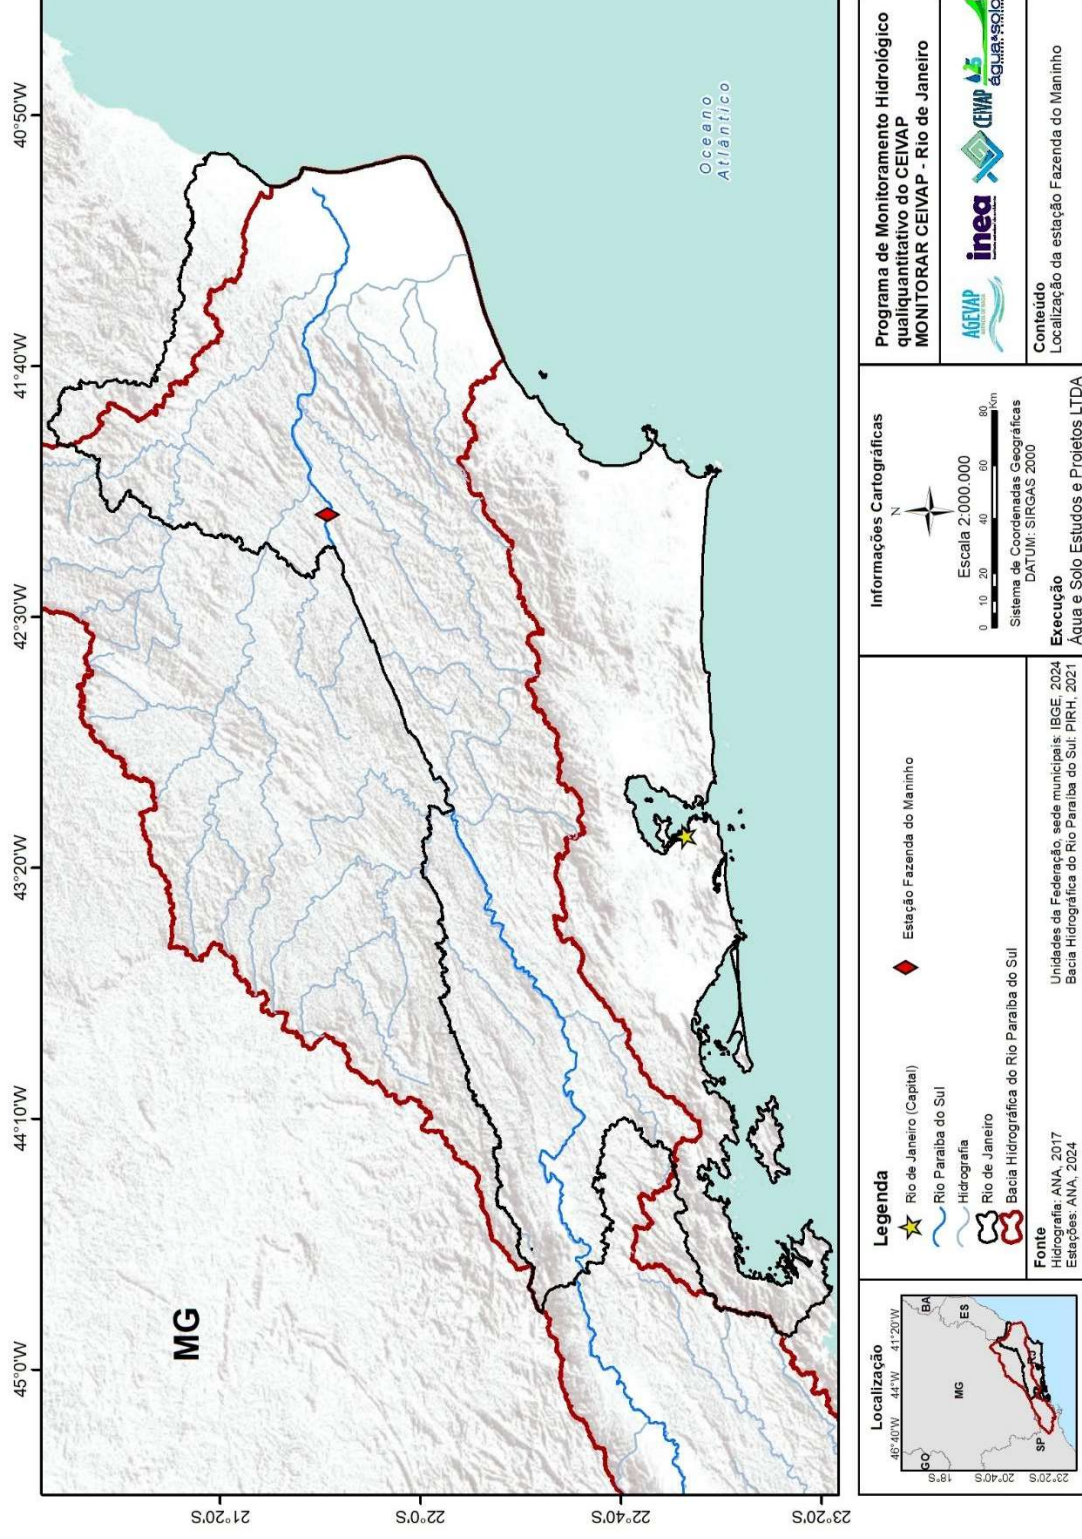 45°0'W
44°10'W
43°20'W
42°30'W
41°40'W
40°50'W
21°20'S
22°0'S
22°40'S
23°20'S
MG
Oceano
Atlântico
Localização
46°40'W
44°W
41°20'W
18°S
20°40'S
23°20'S
GO
BA
MG
ES
SP
RJ
Legenda
Rio de Janeiro (Capital)
Rio Paraíba do Sul
Hidrografia
Rio de Janeiro
Bacia Hidrográfica do Rio Paraíba do Sul
Estação Fazenda do Maninho
Fonte
Hidrografia: ANA, 2017
Estações: ANA, 2024
Unidades da Federação, sede municipais: IBGE, 2024
Bacia Hidrográfica do Rio Paraíba do Sul: PIRH, 2021
Informações Cartográficas
N
Escala 2:000.000
0 10 20 40 60 80
Km
Sistema de Coordenadas Geográficas
DATUM: SIRGAS 2000
Execução
Água e Solo Estudos e Projetos LTDA
Programa de Monitoramento Hidrológico
qualiquantitativo do CEIVAP
MONITORAR CEIVAP - Rio de Janeiro
AGEVAP
inea
CEIVAP
água&solo
Conteúdo
Localização da estação Fazenda do Maninho